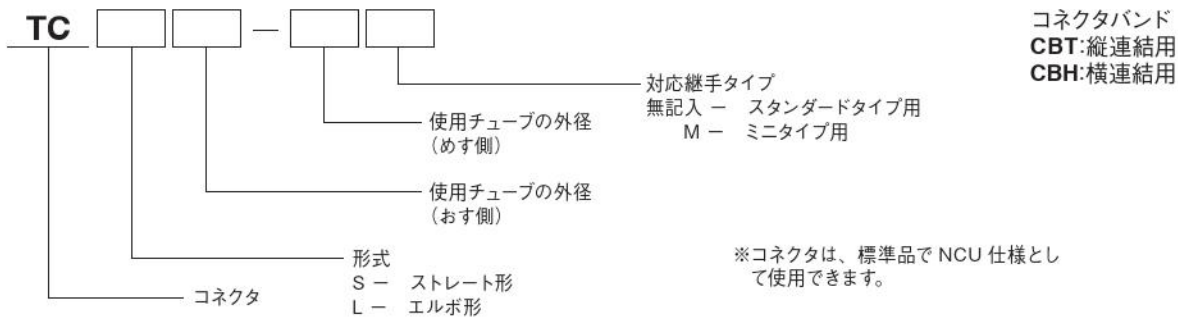 TC —
コネクタバンド
CBT:縦連結用
CBH:横連結用
対応継手タイプ
無記入 － スタンダードタイプ用
M － ミニタイプ用
使用チューブの外径
（めす側）
使用チューブの外径
（おす側）
形式
S － ストレート形
L － エルボ形
コネクタ
※コネクタは、標準品で NCU 仕様とし
て使用できます。